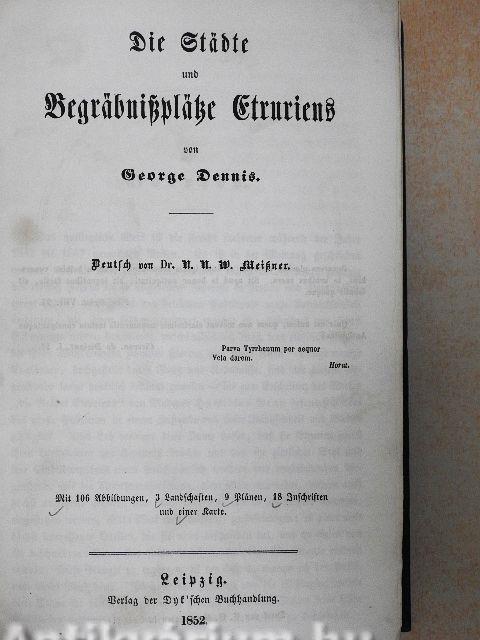 Die Städte
und
Begräbnißplätze Etruriens
von
George Dennis.
Deutsch von Dr. N. N. W. Meißner.
Parva Tyrrhenum per aequor
Vela darem.
Horat.
Mit 106 Abbildungen, 3 Landschaften, 9 Plänen, 18 Inschriften
und einer Karte.
Leipzig.
Verlag der Dyk'schen Buchhandlung.
1852.